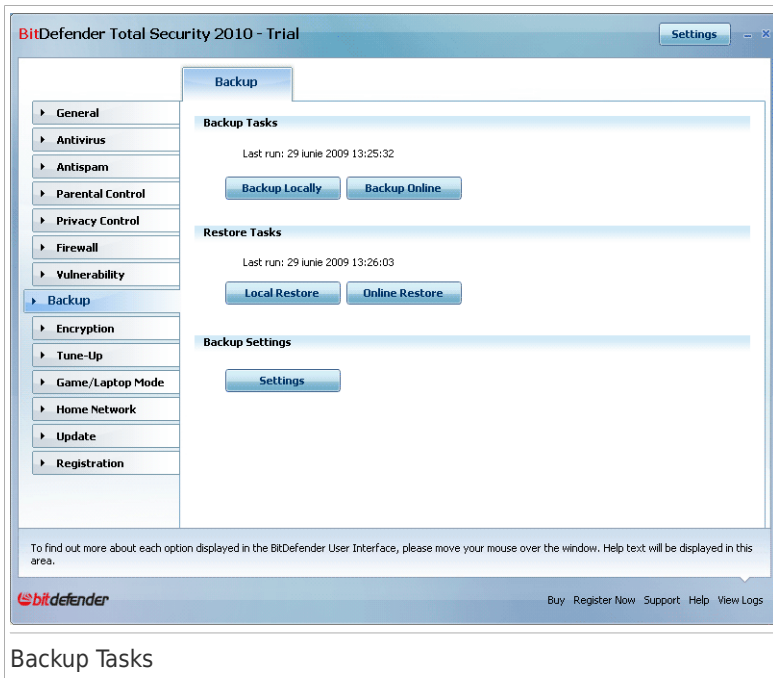 BitDefender Total Security 2010 - Trial
Settings
Backup
General
Antivirus
Antispam
Parental Control
Privacy Control
Firewall
Vulnerability
Backup
Encryption
Tune-Up
Game/Laptop Mode
Home Network
Update
Registration
Backup Tasks
Last run: 29 iunie 2009 13:25:32
Backup Locally
Backup Online
Restore Tasks
Last run: 29 iunie 2009 13:26:03
Local Restore
Online Restore
Backup Settings
Settings
To find out more about each option displayed in the BitDefender User Interface, please move your mouse over the window. Help text will be displayed in this
area.
bitdefender
Buy Register Now Support Help View Logs
Backup Tasks